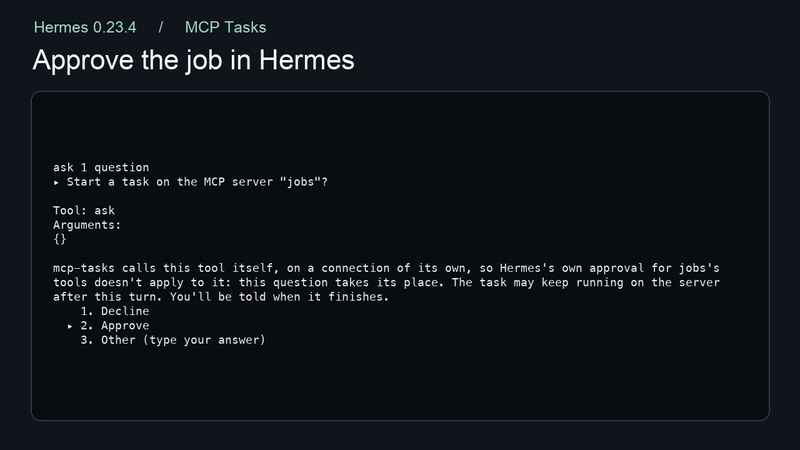 Hermes 0.23.4 / MCP Tasks
Approve the job in Hermes
ask 1 question
▸ Start a task on the MCP server "jobs"?
Tool: ask
Arguments:
{}
mcp-tasks calls this tool itself, on a connection of its own, so Hermes's own approval for jobs's
tools doesn't apply to it: this question takes its place. The task may keep running on the server
after this turn. You'll be told when it finishes.
1. Decline
▸ 2. Approve
3. Other (type your answer)